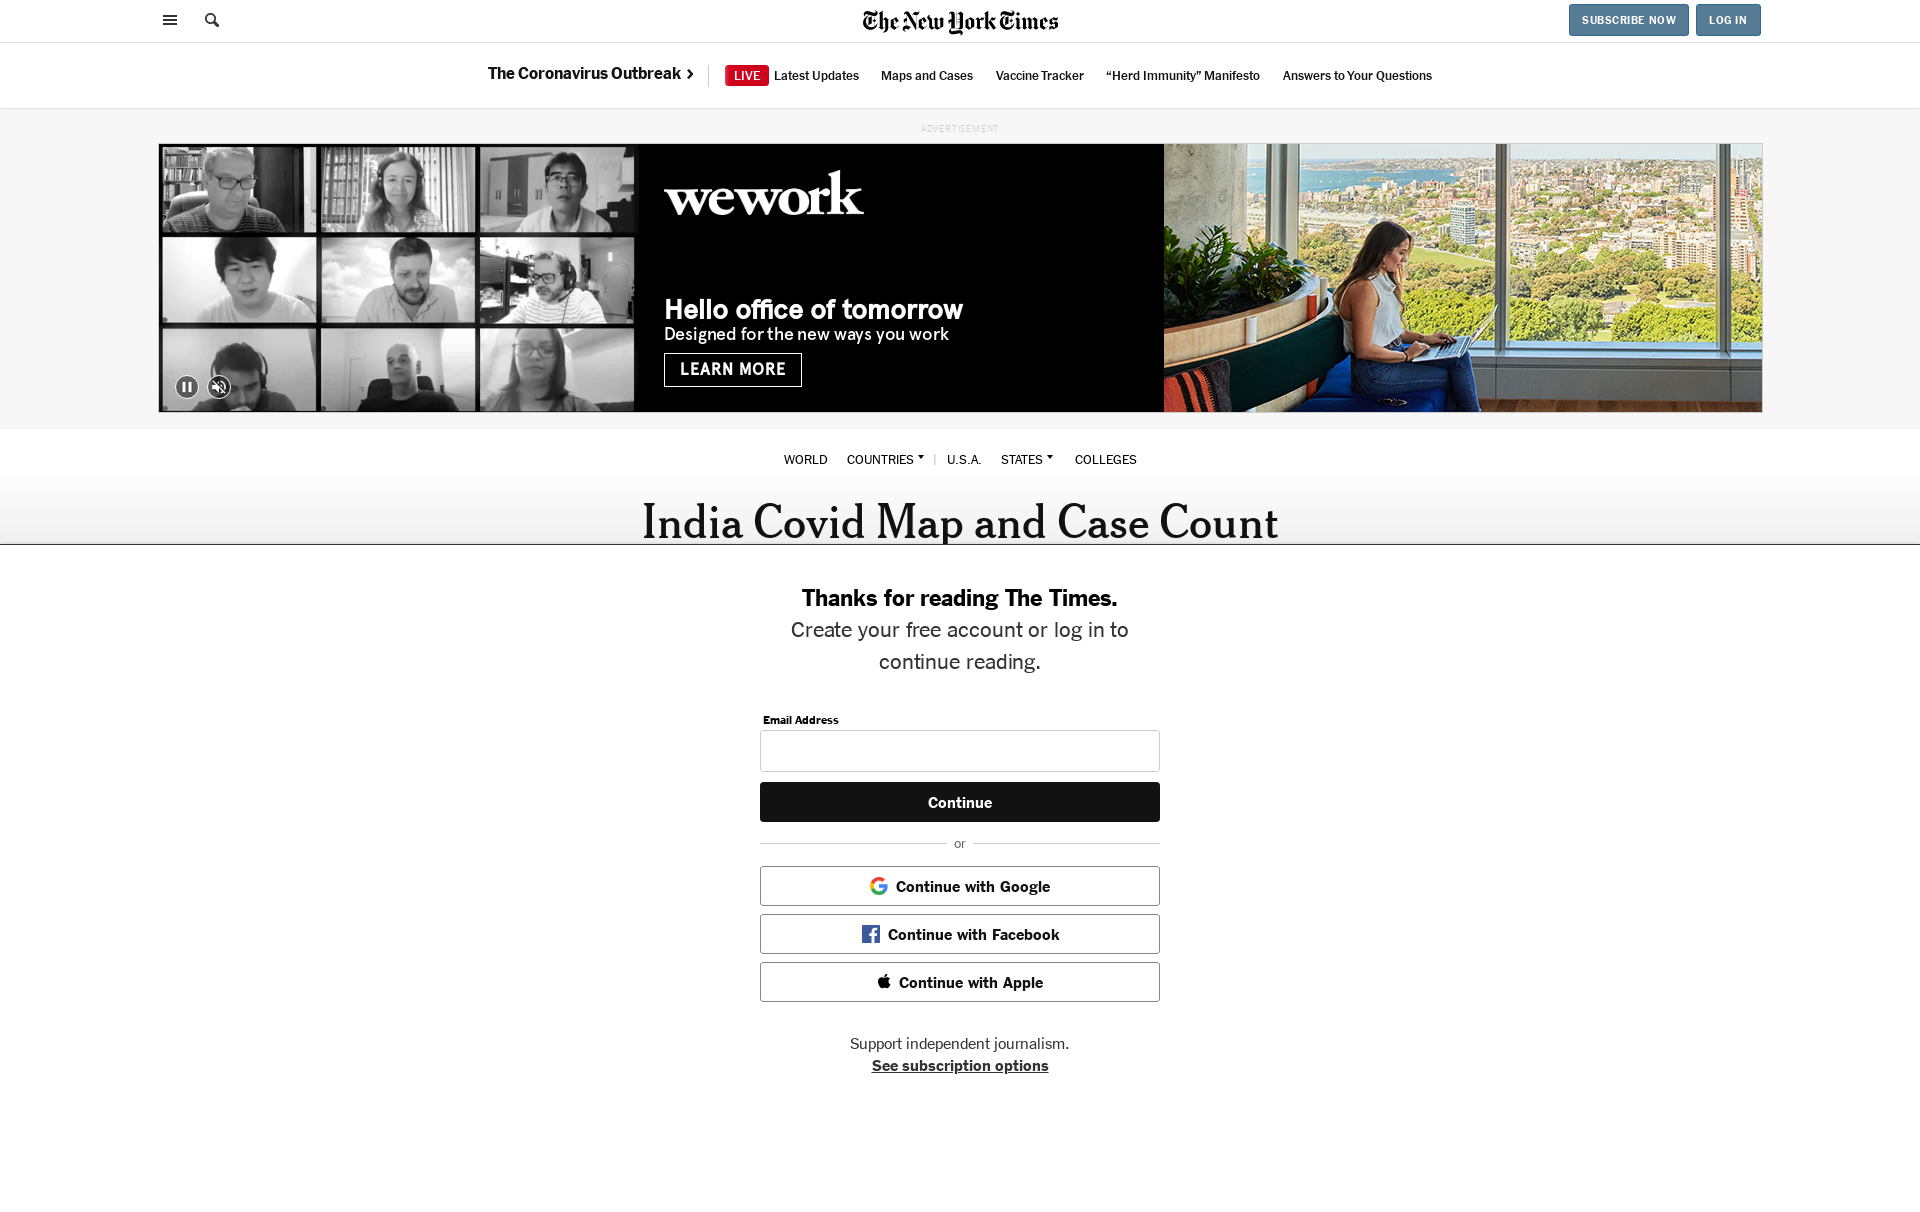 The New York Times
SUBSCRIBE NOW
LOG IN
The Coronavirus Outbreak
LIVE Latest Updates
Maps and Cases
Vaccine Tracker
“Herd Immunity” Manifesto
Answers to Your Questions
ADVERTISEMENT
wework
Hello office of tomorrow
Designed for the new ways you work
LEARN MORE
WORLD
COUNTRIES
U.S.A.
STATES
COLLEGES
India Covid Map and Case Count
Thanks for reading The Times.
Create your free account or log in to
continue reading.
Email Address
Continue
or
Continue with Google
Continue with Facebook
Continue with Apple
Support independent journalism.
See subscription options